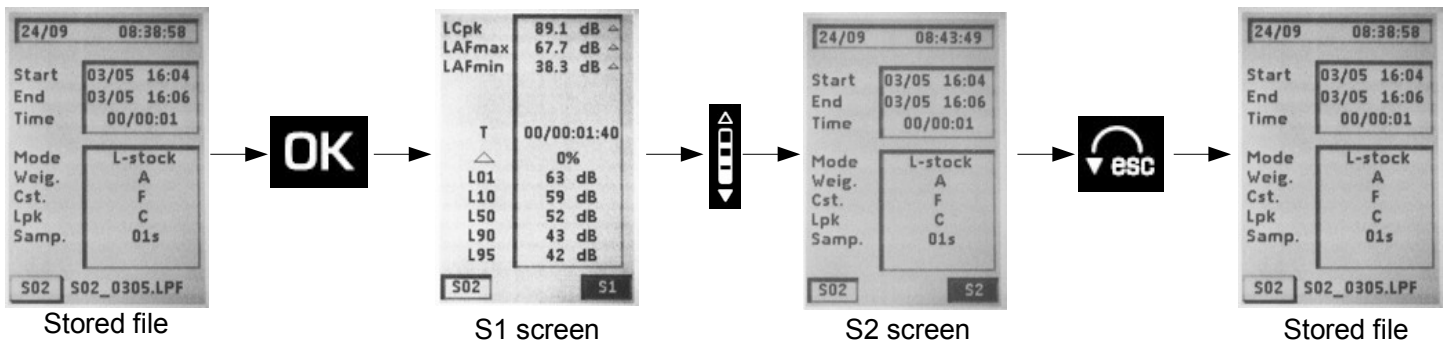 24/09 08:38:58
Start 03/05 16:04
End 03/05 16:06
Time 00/00:01
Mode L-stock
Weig. A
Cst. F
Lpk C
Samp. 01s
S02 S02_0305.LPF
Stored file
OK
LCpk 89.1 dB
LAFmax 67.7 dB
LAFmin 38.3 dB
T 00/00:01:40
0%
L01 63 dB
L10 59 dB
L50 52 dB
L90 43 dB
L95 42 dB
S02 S1
S1 screen
24/09 08:43:49
Start 03/05 16:04
End 03/05 16:06
Time 00/00:01
Mode L-stock
Weig. A
Cst. F
Lpk C
Samp. 01s
S02 S2
S2 screen
esc
24/09 08:38:58
Start 03/05 16:04
End 03/05 16:06
Time 00/00:01
Mode L-stock
Weig. A
Cst. F
Lpk C
Samp. 01s
S02 S02_0305.LPF
Stored file